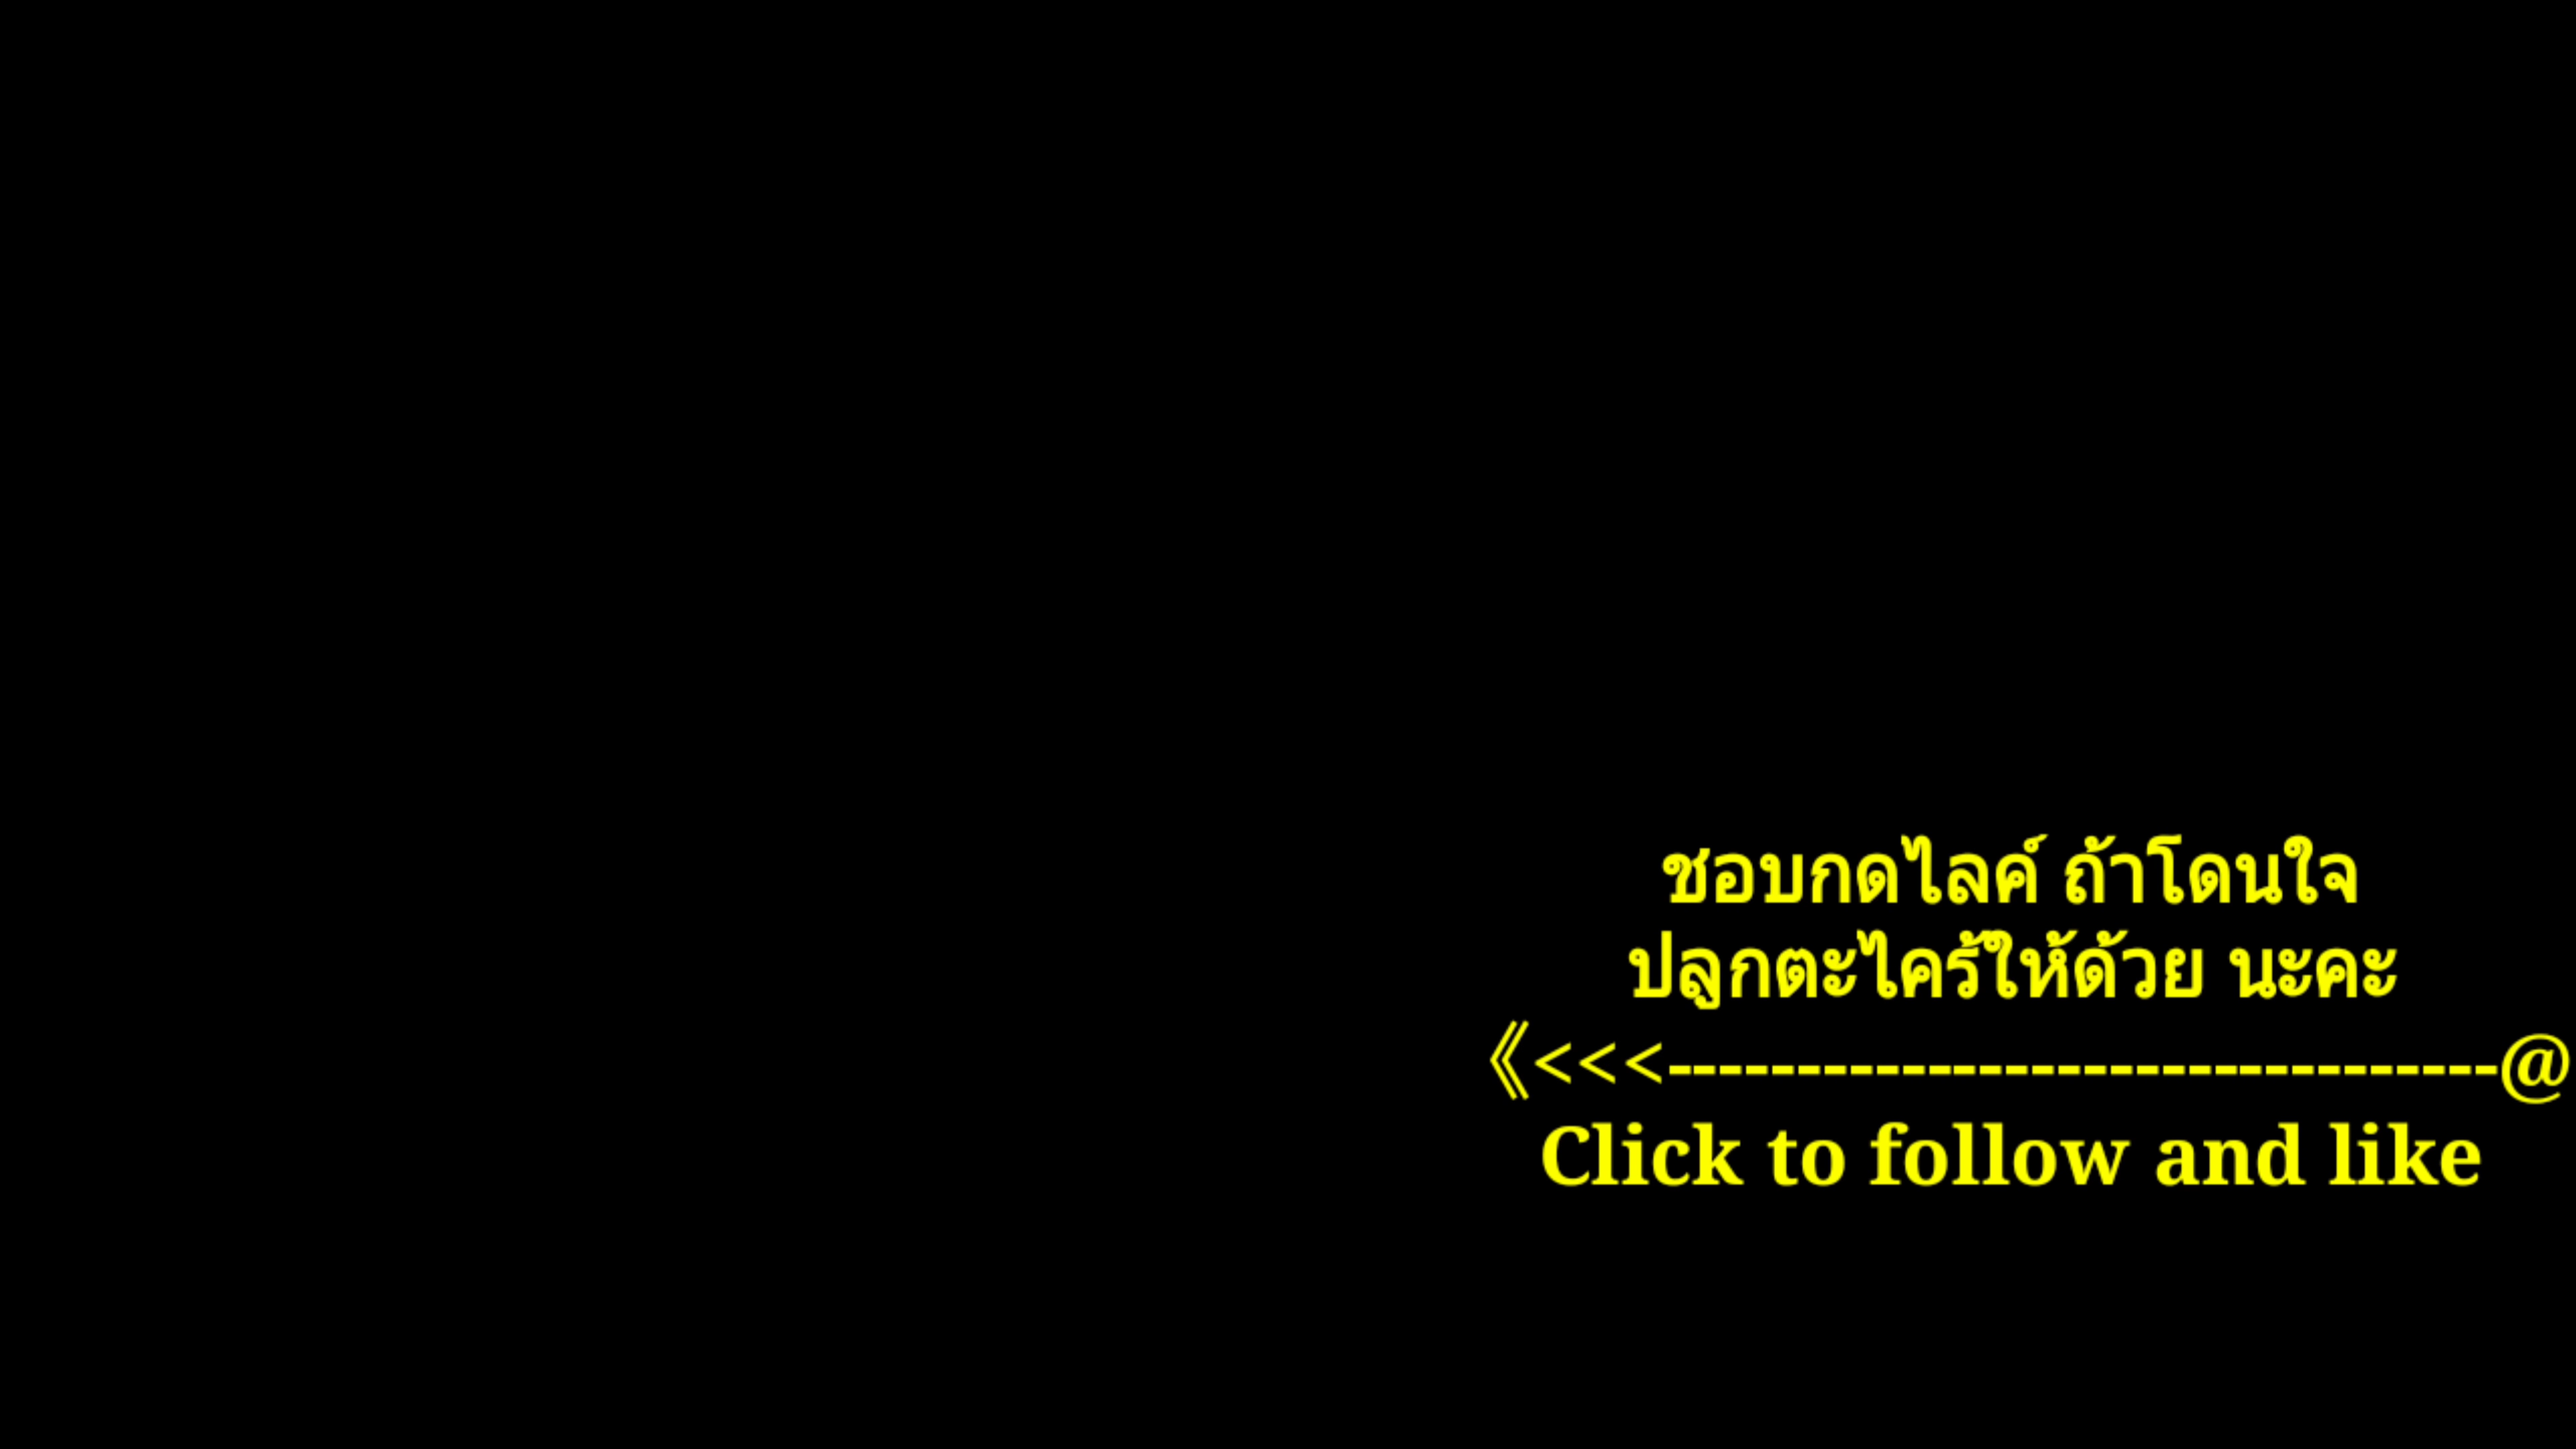 ชอบกดไลค์ ถ้าโดนใจ
ปลูกตะไคร้ให้ด้วย นะคะ
《<<<--------------------------------@
Click to follow and like